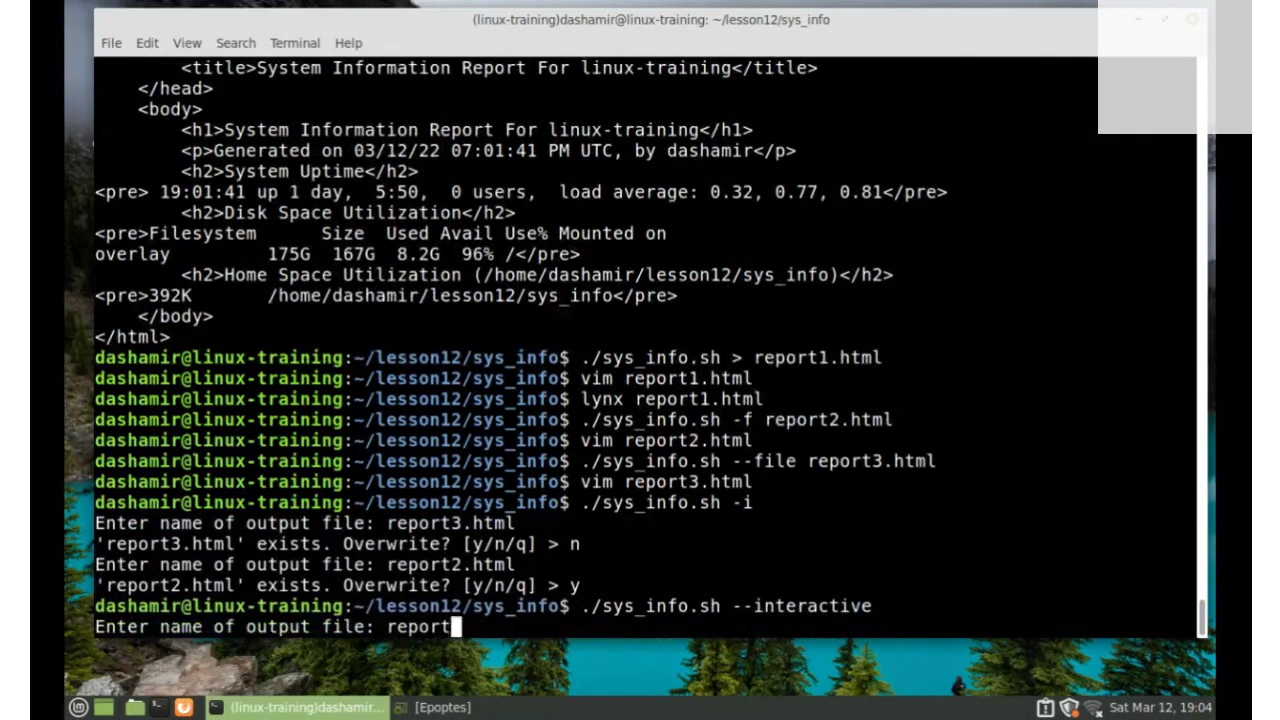 (linux-training)dashamir@linux-training: ~/lesson12/sys_info
File Edit View Search Terminal Help
<title>System Information Report For linux-training</title>
</head>
<body>
<h1>System Information Report For linux-training</h1>
<p>Generated on 03/12/22 07:01:41 PM UTC, by dashamir</p>
<h2>System Uptime</h2>
<pre> 19:01:41 up 1 day,  5:50,  0 users,  load average: 0.32, 0.77, 0.81</pre>
<h2>Disk Space Utilization</h2>
<pre>Filesystem      Size  Used Avail Use% Mounted on
overlay         175G  167G  8.2G  96% /</pre>
<h2>Home Space Utilization (/home/dashamir/lesson12/sys_info)</h2>
<pre>392K       /home/dashamir/lesson12/sys_info</pre>
</body>
</html>
dashamir@linux-training:~/lesson12/sys_info$ ./sys_info.sh > report1.html
dashamir@linux-training:~/lesson12/sys_info$ vim report1.html
dashamir@linux-training:~/lesson12/sys_info$ lynx report1.html
dashamir@linux-training:~/lesson12/sys_info$ ./sys_info.sh -f report2.html
dashamir@linux-training:~/lesson12/sys_info$ vim report2.html
dashamir@linux-training:~/lesson12/sys_info$ ./sys_info.sh --file report3.html
dashamir@linux-training:~/lesson12/sys_info$ vim report3.html
dashamir@linux-training:~/lesson12/sys_info$ ./sys_info.sh -i
Enter name of output file: report3.html
'report3.html' exists. Overwrite? [y/n/q] > n
Enter name of output file: report2.html
'report2.html' exists. Overwrite? [y/n/q] > y
dashamir@linux-training:~/lesson12/sys_info$ ./sys_info.sh --interactive
Enter name of output file: report
(linux-training)dashamir... [Epoptes] Sat Mar 12, 19:04